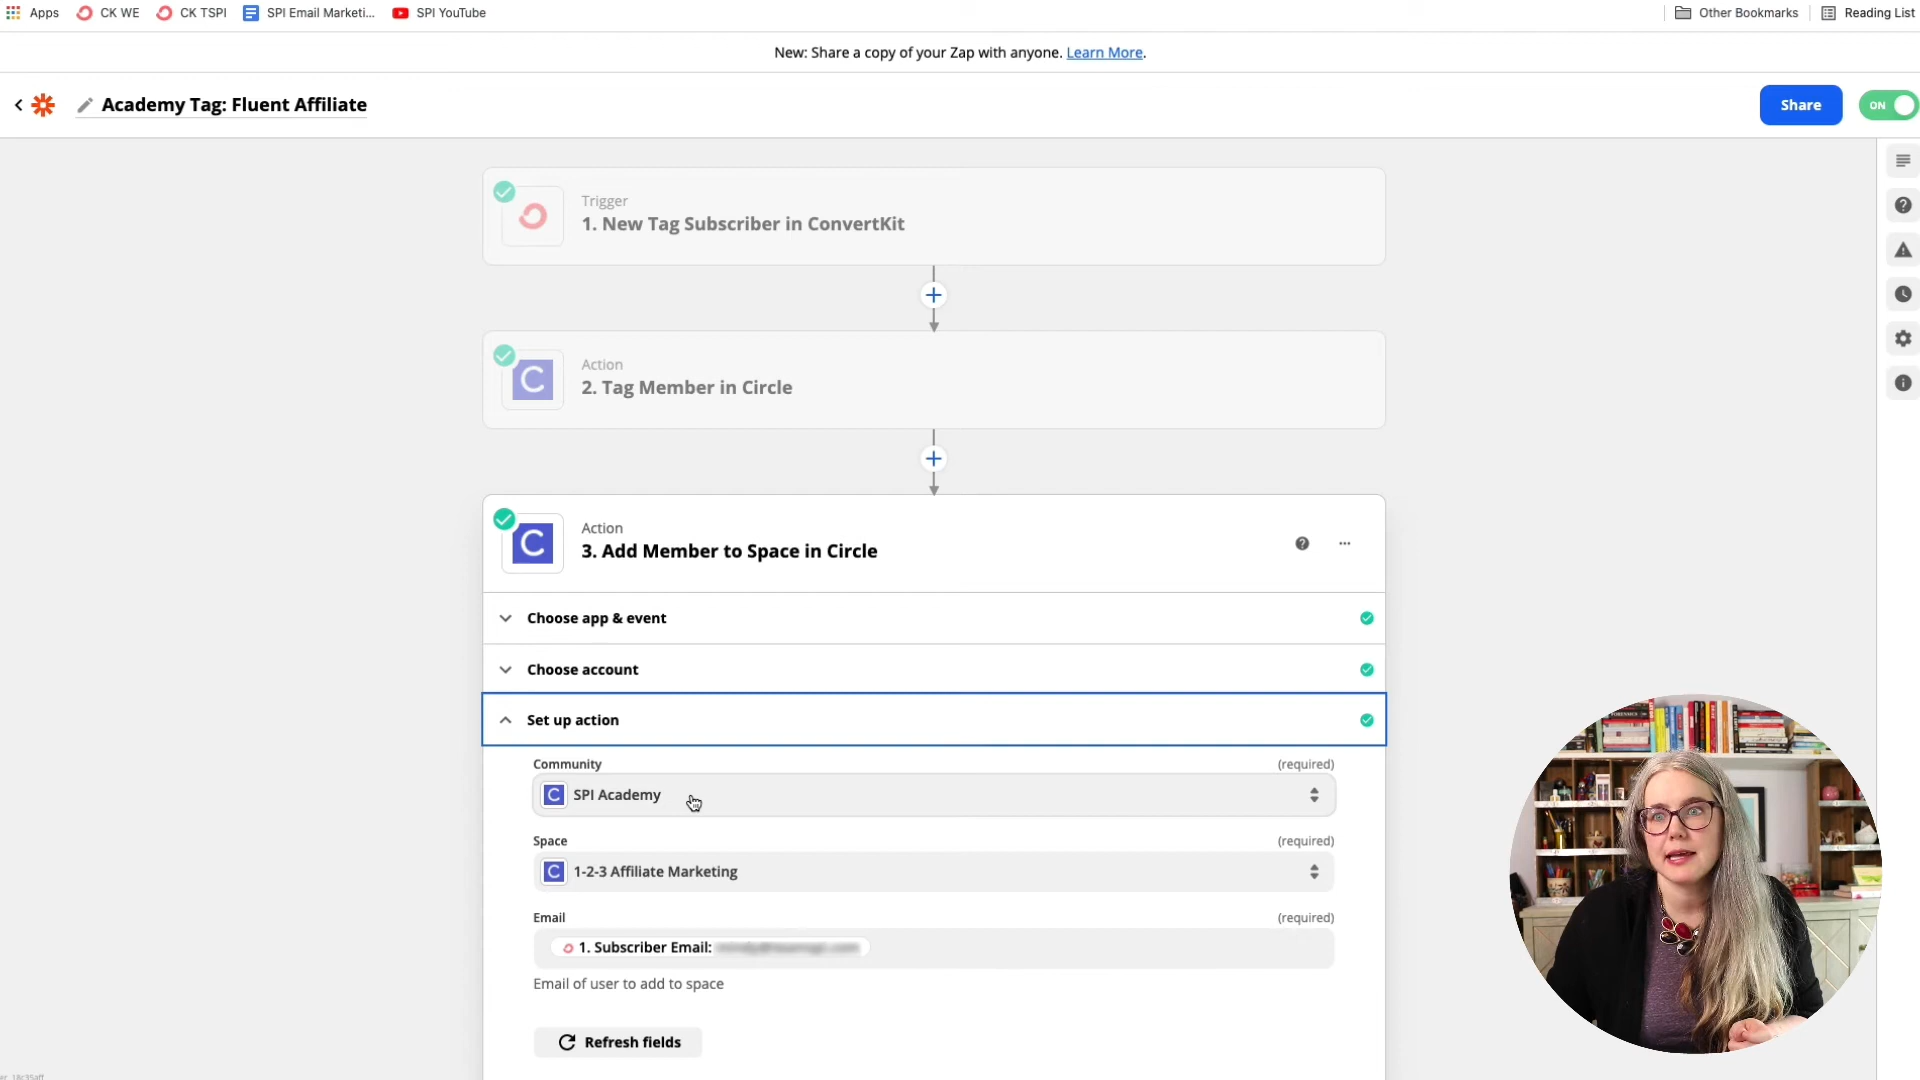 Apps
CK WE
CK TSPI
SPI Email Marketi...
SPI YouTube
Other Bookmarks
Reading List
New: Share a copy of your Zap with anyone. Learn More.
Academy Tag: Fluent Affiliate
Share
ON
Trigger
1. New Tag Subscriber in ConvertKit
Action
C
2. Tag Member in Circle
Action
C
3. Add Member to Space in Circle
Choose app & event
Choose account
Set up action
Community
(required)
C SPI Academy
Space
(required)
C 1-2-3 Affiliate Marketing
Email
(required)
1. Subscriber Email:
Email of user to add to space
Refresh fields